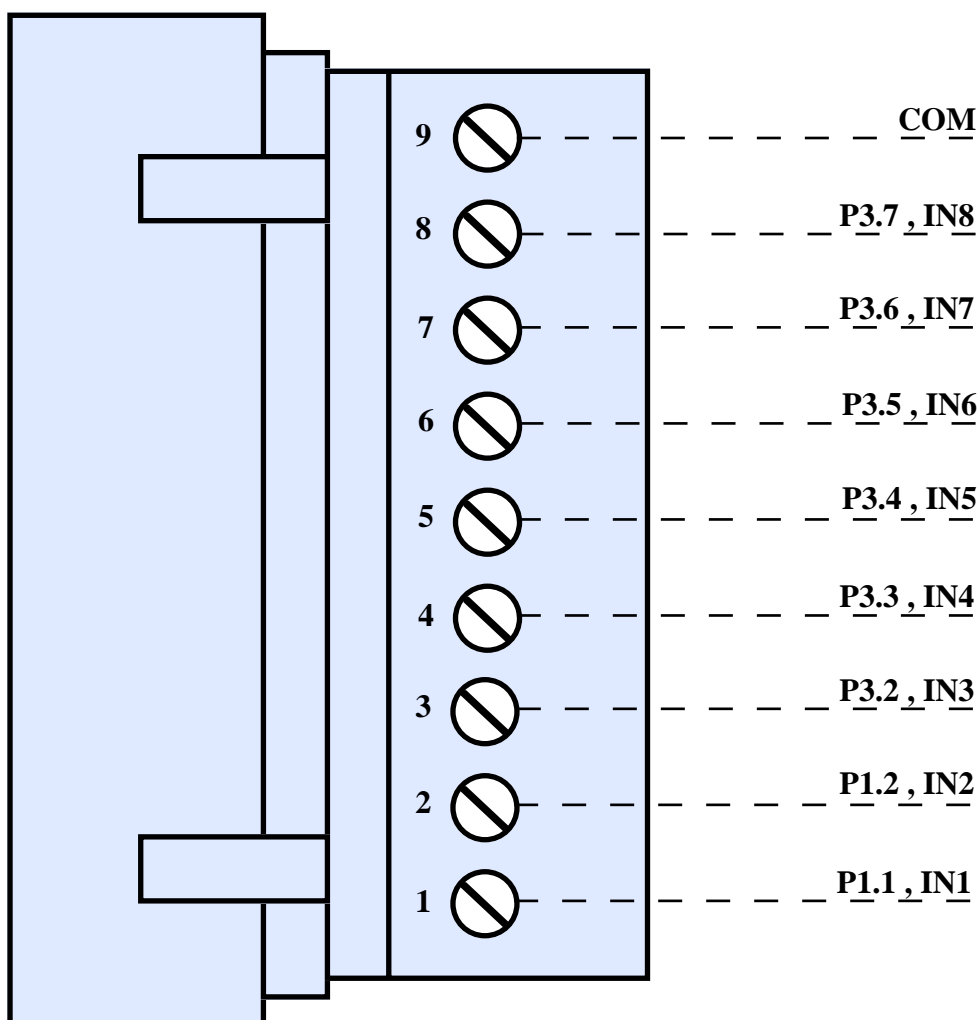 9 COM
8 P3.7 , IN8
7 P3.6 , IN7
6 P3.5 , IN6
5 P3.4 , IN5
4 P3.3 , IN4
3 P3.2 , IN3
2 P1.2 , IN2
1 P1.1 , IN1